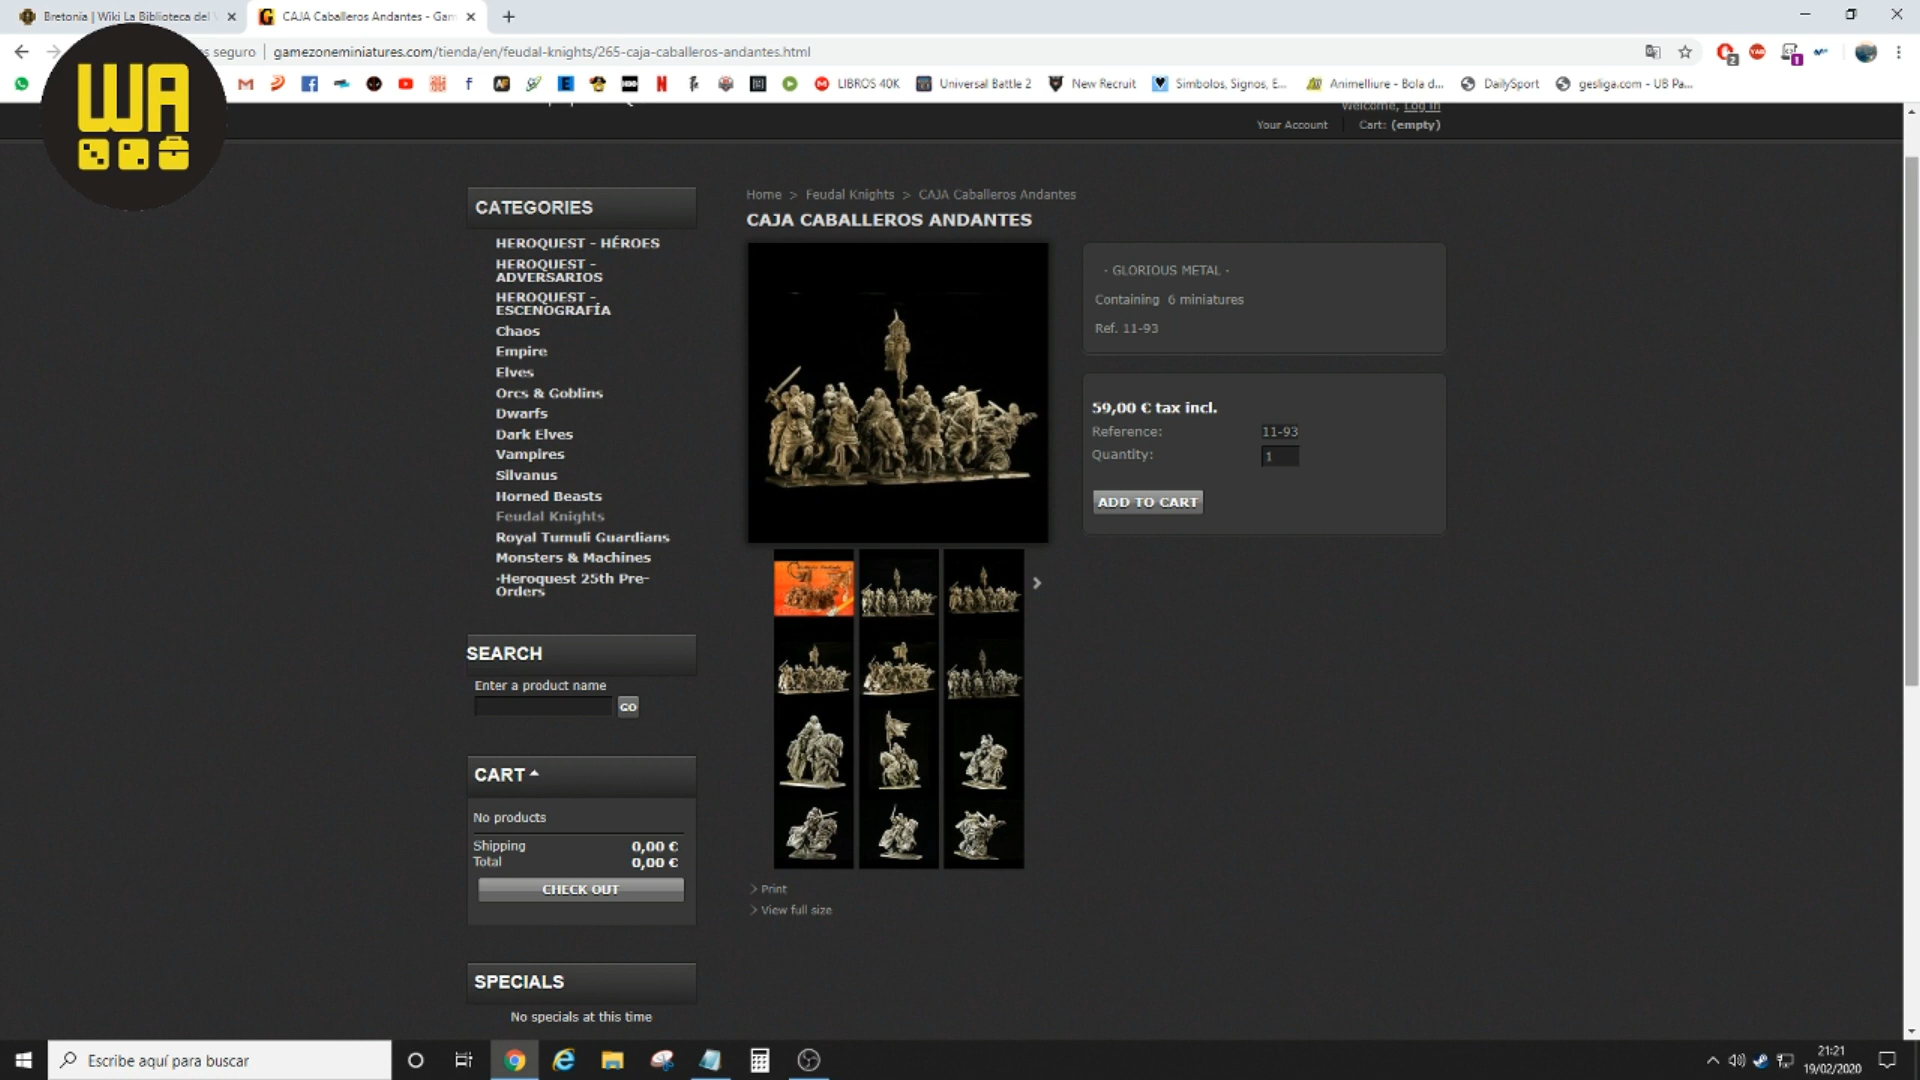 Bretonia | Wiki La Biblioteca del V
CAJA Caballeros Andantes - Gam
WA
seguro | gamezoneminiatures.com/tienda/en/feudal-knights/265-caja-caballeros-andantes.html
LIBROS 40K
Universal Battle 2
New Recruit
Simbolos, Signos, E...
Animelliure - Bola d...
DailySport
gesliga.com - UB Pa...
Welcome, Log in
Your Account
Cart: (empty)
CATEGORIES
HEROQUEST - HÉROES
HEROQUEST -
ADVERSARIOS
HEROQUEST -
ESCENOGRAFÍA
Chaos
Empire
Elves
Orcs & Goblins
Dwarfs
Dark Elves
Vampires
Silvanus
Horned Beasts
Feudal Knights
Royal Tumuli Guardians
Monsters & Machines
·Heroquest 25th Pre-
Orders
SEARCH
Enter a product name
GO
CART
No products
Shipping 0,00 €
Total 0,00 €
CHECK OUT
SPECIALS
No specials at this time
Home > Feudal Knights > CAJA Caballeros Andantes
CAJA CABALLEROS ANDANTES
· GLORIOUS METAL ·
Containing 6 miniatures
Ref. 11-93
59,00 € tax incl.
Reference: 11-93
Quantity: 1
ADD TO CART
> Print
> View full size
Escribe aquí para buscar
21:21
19/02/2020